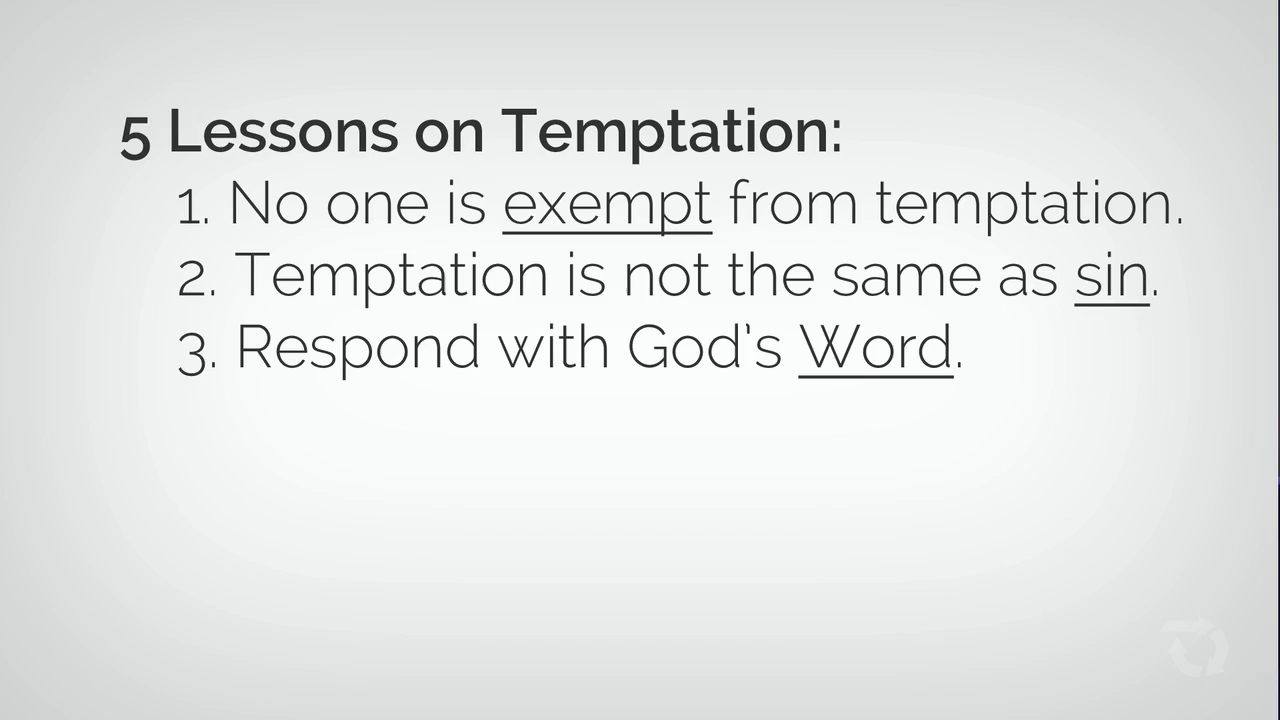 5 Lessons on Temptation:
1. No one is exempt from temptation.
2. Temptation is not the same as sin.
3. Respond with God's Word.